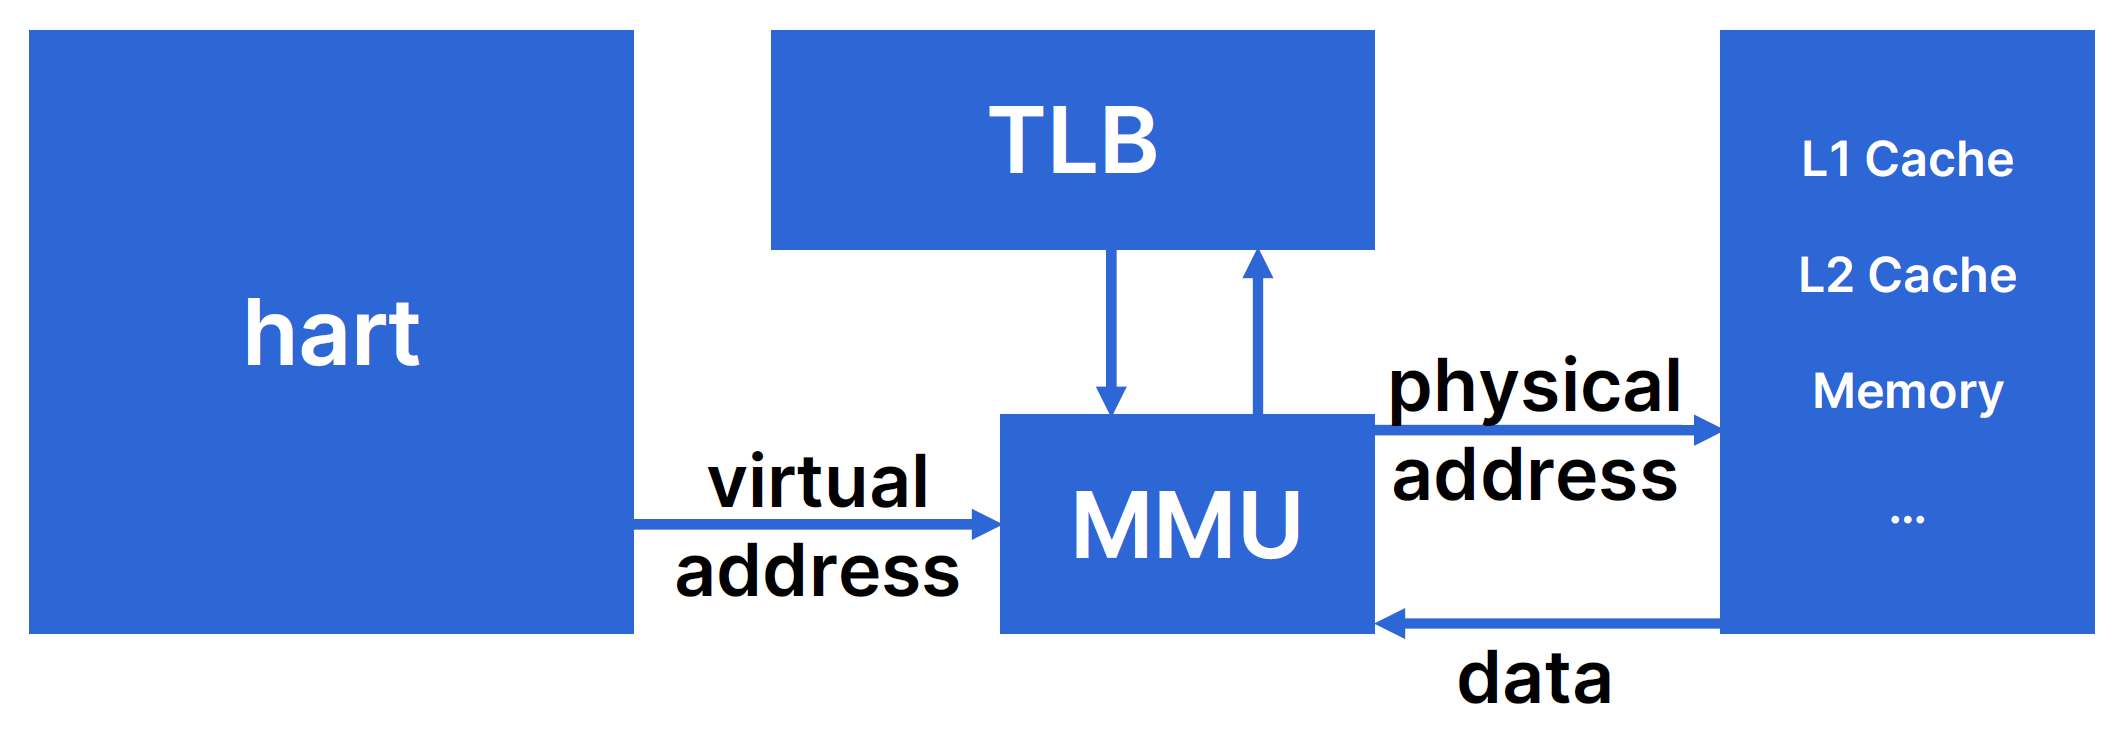 hart
TLB
MMU
virtual
address
physical
address
data
L1 Cache
L2 Cache
Memory
...